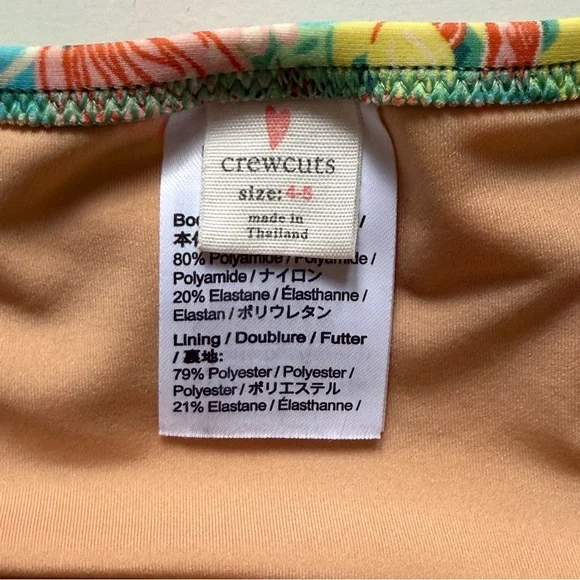 crewcuts
size: 4-5
made in
Thailand
/
本
80% Polyamide / Polyamide /
Polyamide / ナイロン
20% Elastane / Élasthanne /
Elastan / ポリウレタン
Lining / Doublure / Futter
/ 裏地:
79% Polyester / Polyester /
Polyester / ポリエステル
21% Elastane / Élasthanne /